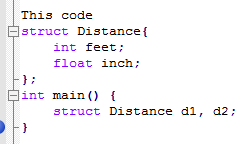 This code
struct Distance{
int feet;
float inch;
};
int main() {
struct Distance d1, d2;
}